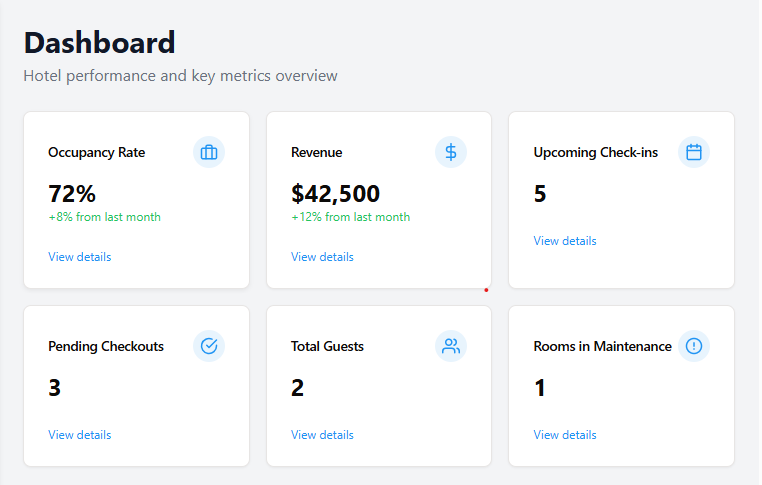 Dashboard
Hotel performance and key metrics overview
Occupancy Rate
72%
+8% from last month
View details
Revenue
$42,500
+12% from last month
View details
Upcoming Check-ins
5
View details
Pending Checkouts
3
View details
Total Guests
2
View details
Rooms in Maintenance
1
View details